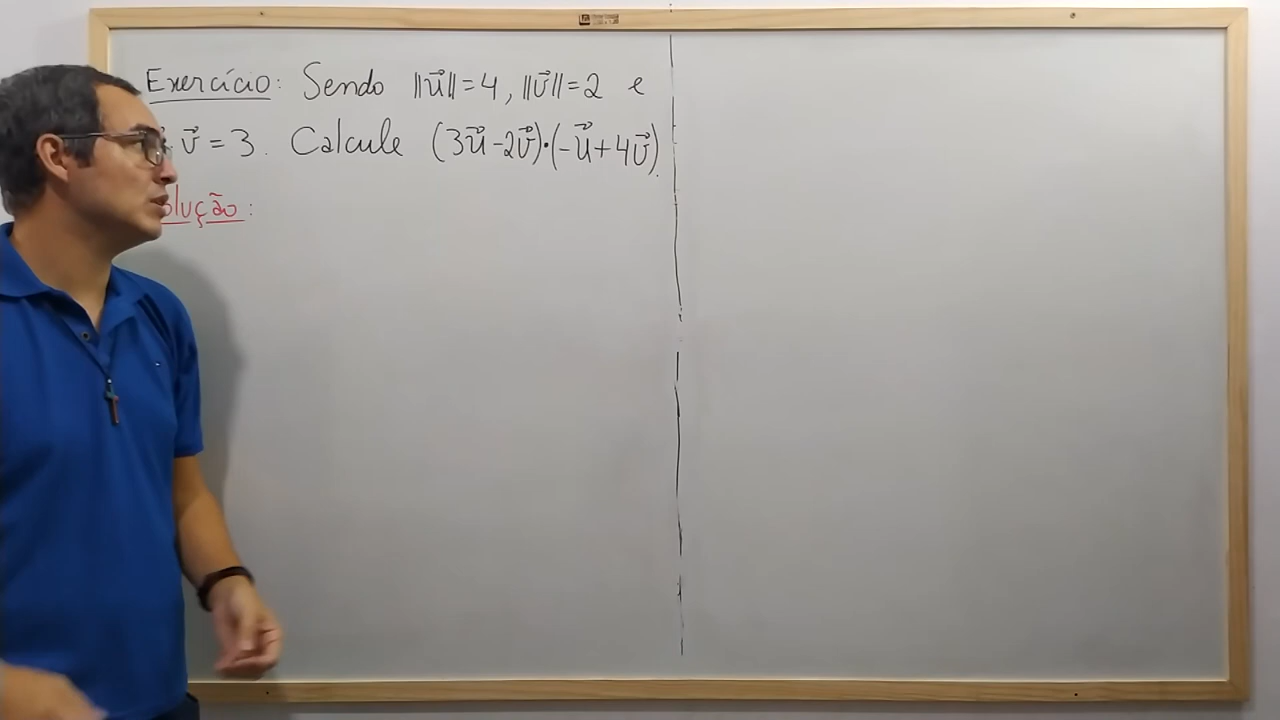 Exercício: Sendo ||u⃗|| = 4, ||v⃗|| = 2 e
v⃗ = 3. Calcule (3u⃗ - 2v⃗)·(-u⃗ + 4v⃗).
olução: